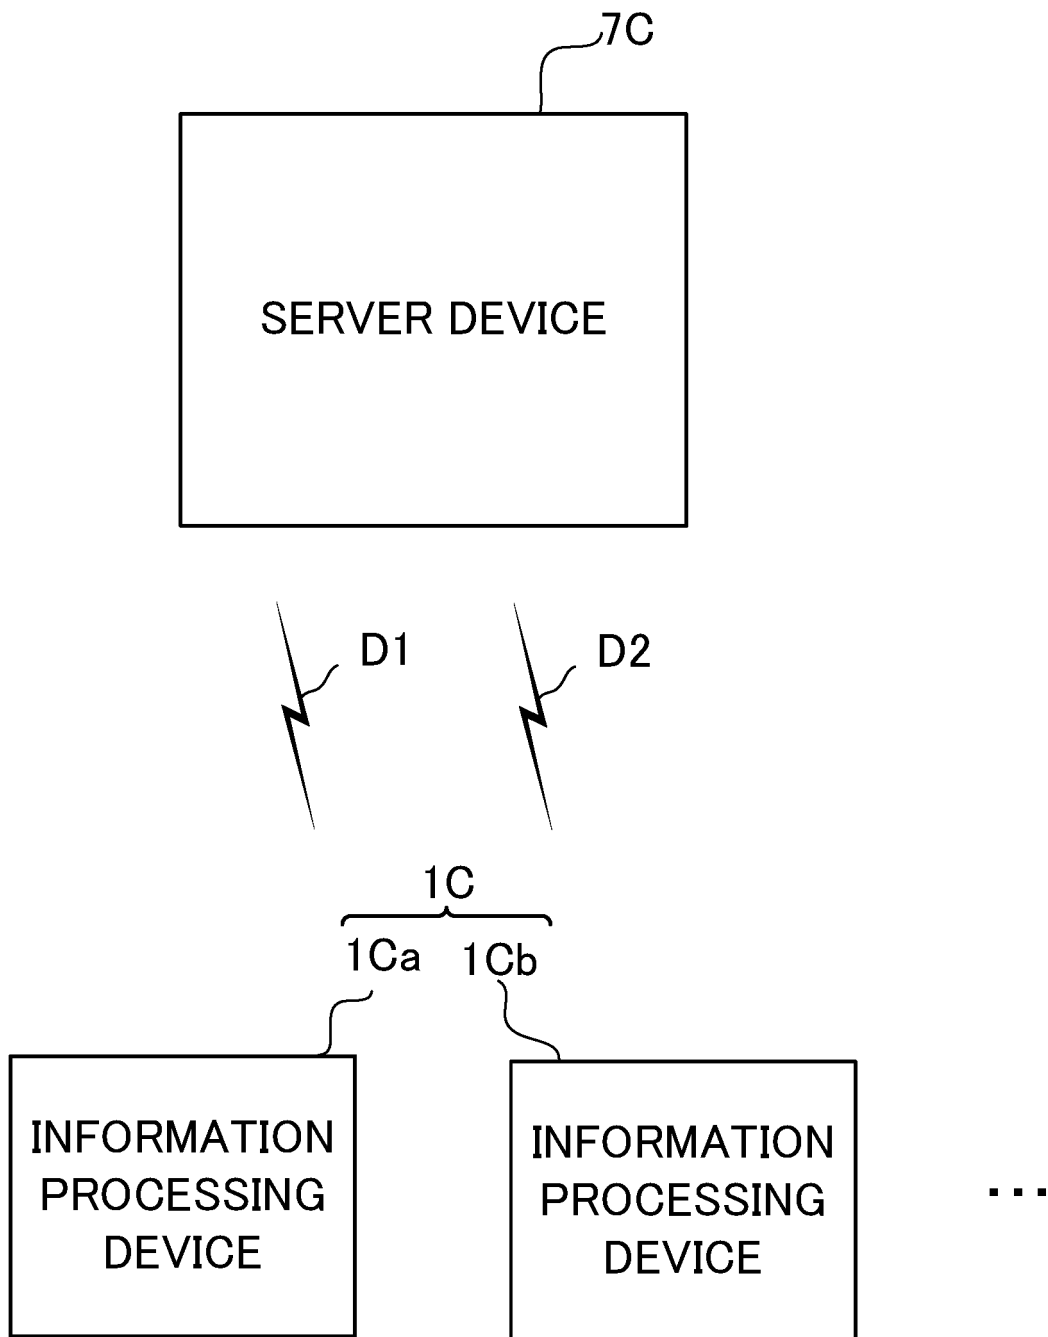 7C
SERVER DEVICE
D1
D2
1C
1Ca
1Cb
INFORMATION
PROCESSING
DEVICE
INFORMATION
PROCESSING
DEVICE
...